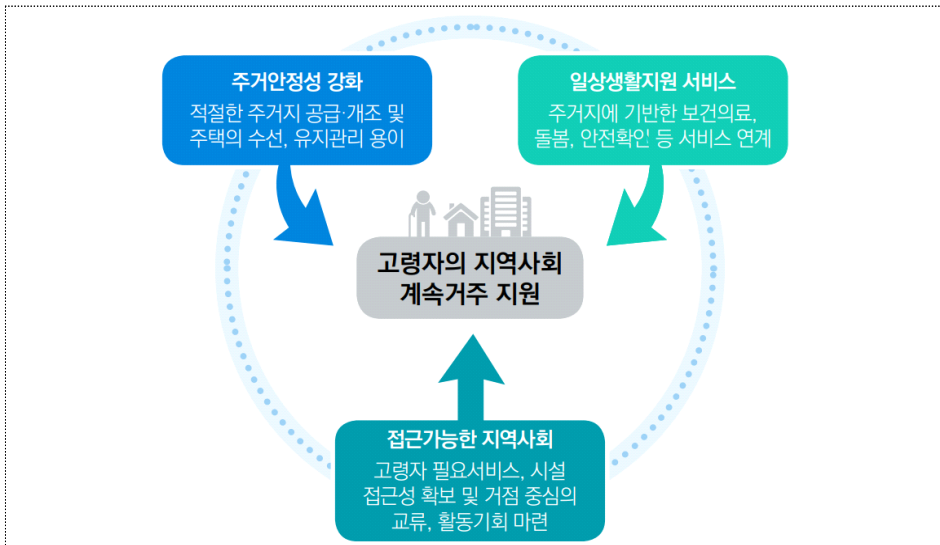 주거안정성 강화
적절한 주거지 공급·개조 및
주택의 수선, 유지관리 용이
일상생활지원 서비스
주거지에 기반한 보건의료,
돌봄, 안전확인 등 서비스 연계
고령자의 지역사회
계속거주 지원
접근가능한 지역사회
고령자 필요서비스, 시설
접근성 확보 및 거점 중심의
교류, 활동기회 마련